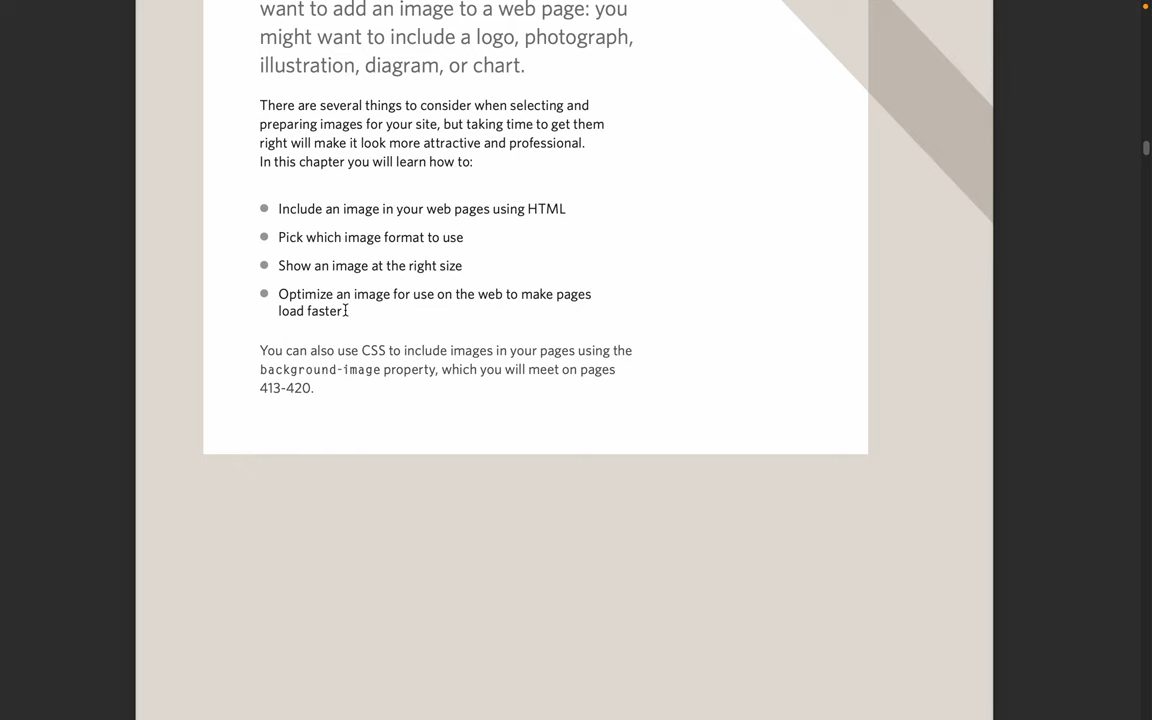 want to add an image to a web page: you
might want to include a logo, photograph,
illustration, diagram, or chart.
There are several things to consider when selecting and
preparing images for your site, but taking time to get them
right will make it look more attractive and professional.
In this chapter you will learn how to:
Include an image in your web pages using HTML
Pick which image format to use
Show an image at the right size
Optimize an image for use on the web to make pages
load faster
You can also use CSS to include images in your pages using the
background-image property, which you will meet on pages
413-420.